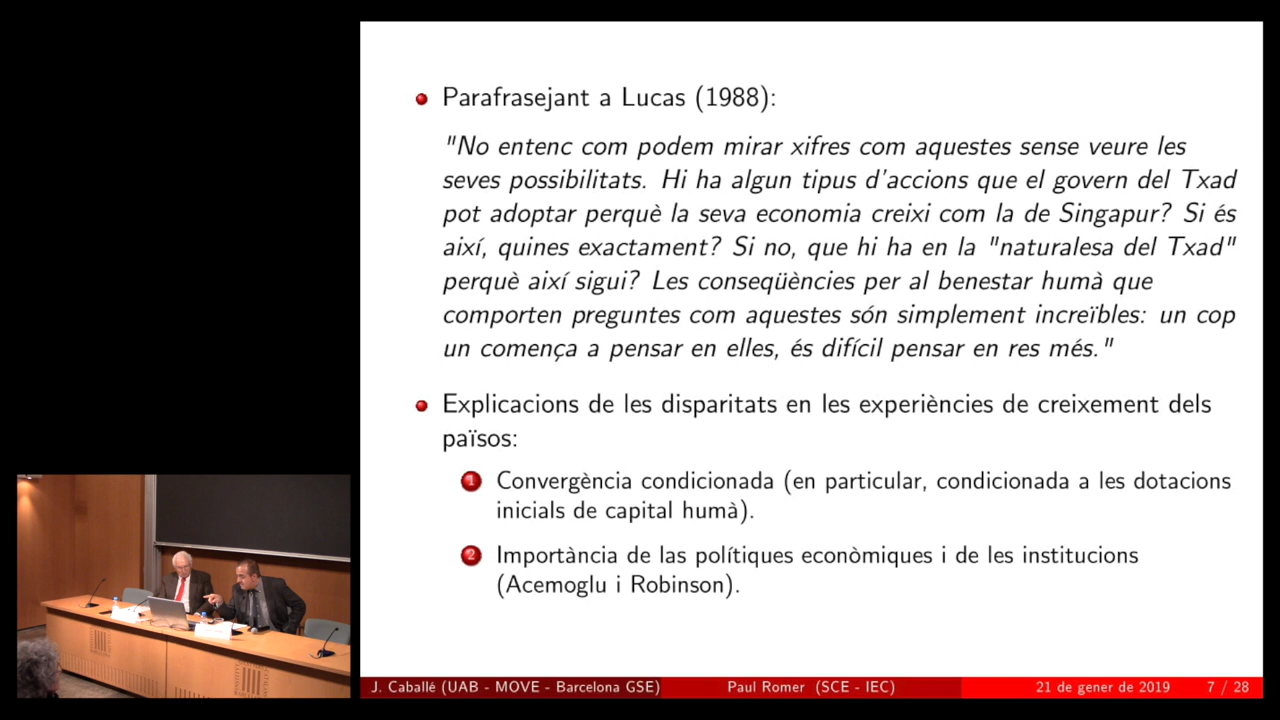 Parafrasejant a Lucas (1988):
"No entenc com podem mirar xifres com aquestes sense veure les
seves possibilitats. Hi ha algun tipus d'accions que el govern del Txad
pot adoptar perquè la seva economia creixi com la de Singapur? Si és
així, quines exactament? Si no, que hi ha en la "naturalesa del Txad"
perquè així sigui? Les conseqüències per al benestar humà que
comporten preguntes com aquestes són simplement increïbles: un cop
un comença a pensar en elles, és difícil pensar en res més."
Explicacions de les disparitats en les experiències de creixement dels
països:
1 Convergència condicionada (en particular, condicionada a les dotacions
inicials de capital humà).
2 Importància de las polítiques econòmiques i de les institucions
(Acemoglu i Robinson).
J. Caballé (UAB - MOVE - Barcelona GSE) Paul Romer (SCE - IEC) 21 de gener de 2019 7 / 28